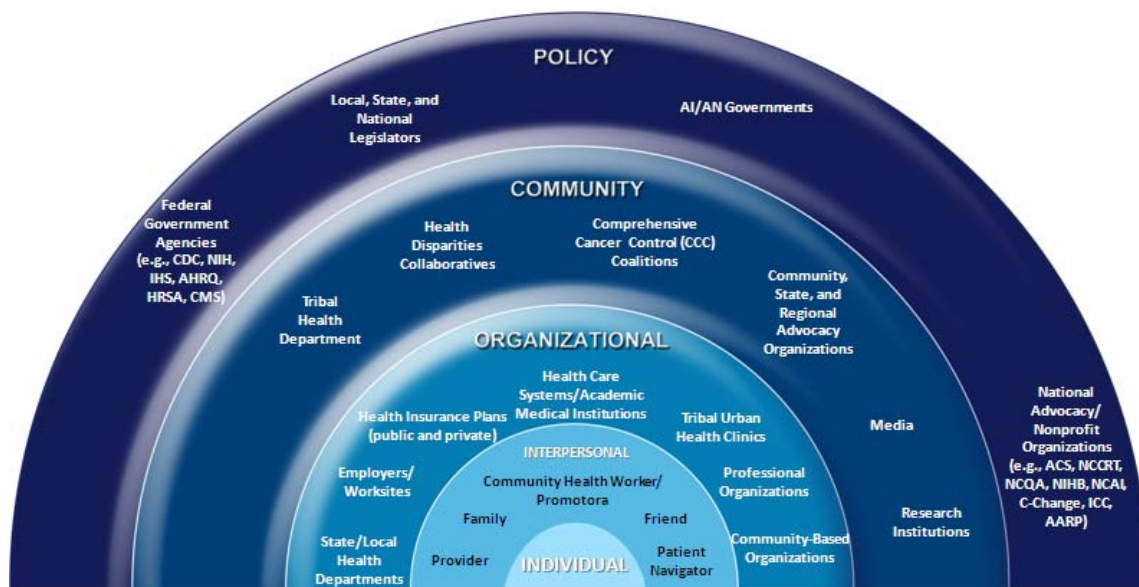 POLICY
Local, State, and
National
Legislators
AI/AN Governments
Federal
Government
Agencies
(e.g., CDC, NIH,
IHS, AHRQ,
HRSA, CMS)
National
Advocacy/
Nonprofit
Organizations
(e.g., ACS, NCCRT,
NCQA, NIHB, NCAI,
C-Change, ICC,
AARP)
COMMUNITY
Health
Disparities
Collaboratives
Comprehensive
Cancer Control (CCC)
Coalitions
Tribal
Health
Department
Community,
State, and
Regional
Advocacy
Organizations
Media
Research
Institutions
ORGANIZATIONAL
Health Care
Systems/Academic
Medical Institutions
Health Insurance Plans
(public and private)
Tribal Urban
Health Clinics
Employers/
Worksites
Professional
Organizations
State/Local
Health
Departments
Community-Based
Organizations
INTERPERSONAL
Community Health Worker/
Promotora
Family
Friend
Provider
Patient
Navigator
INDIVIDUAL